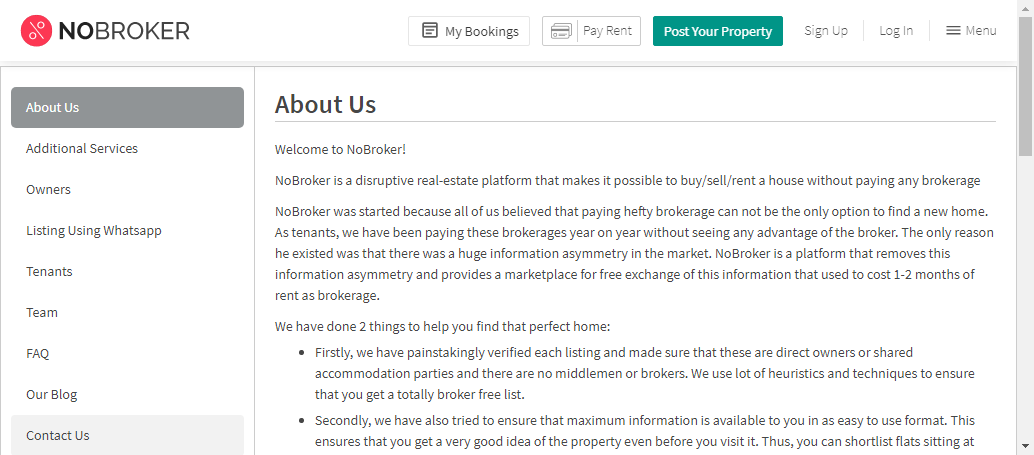 NOBROKER
My Bookings
Pay Rent
Post Your Property
Sign Up
Log In
Menu
About Us
Additional Services
Owners
Listing Using Whatsapp
Tenants
Team
FAQ
Our Blog
Contact Us
About Us
Welcome to NoBroker!
NoBroker is a disruptive real-estate platform that makes it possible to buy/sell/rent a house without paying any brokerage
NoBroker was started because all of us believed that paying hefty brokerage can not be the only option to find a new home.
As tenants, we have been paying these brokerages year on year without seeing any advantage of the broker. The only reason
he existed was that there was a huge information asymmetry in the market. NoBroker is a platform that removes this
information asymmetry and provides a marketplace for free exchange of this information that used to cost 1-2 months of
rent as brokerage.
We have done 2 things to help you find that perfect home:
• Firstly, we have painstakingly verified each listing and made sure that these are direct owners or shared
accommodation parties and there are no middlemen or brokers. We use lot of heuristics and techniques to ensure
that you get a totally broker free list.
• Secondly, we have also tried to ensure that maximum information is available to you in as easy to use format. This
ensures that you get a very good idea of the property even before you visit it. Thus, you can shortlist flats sitting at